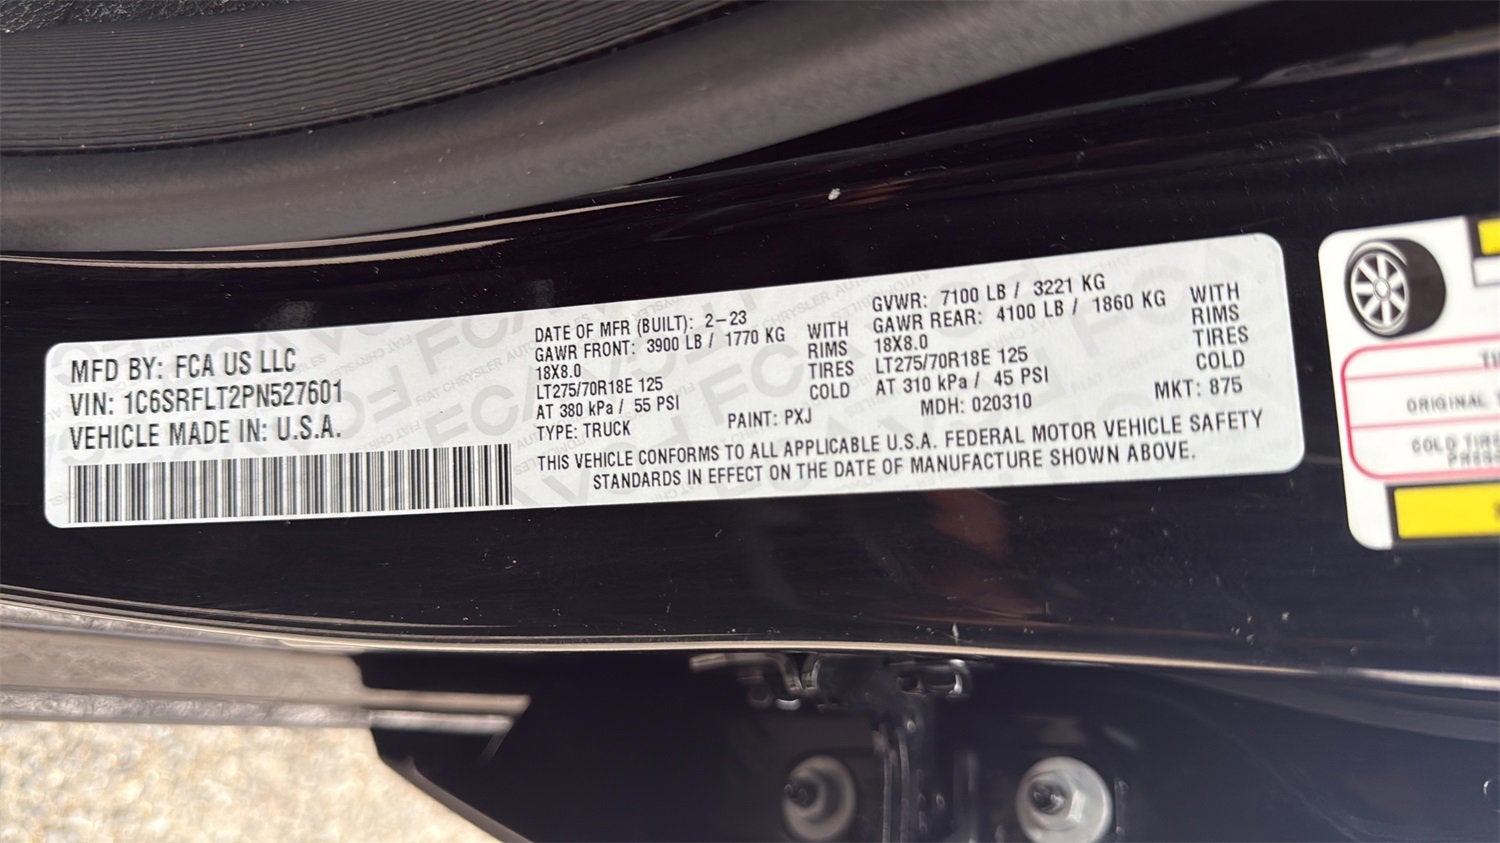 MFD BY: FCA US LLC
VIN: 1C6SRFLT2PN527601
VEHICLE MADE IN: U.S.A.
DATE OF MFR (BUILT): 2-23
GAWR FRONT: 3900 LB / 1770 KG
18X8.0
LT275/70R18E 125
AT 380 kPa / 55 PSI
TYPE: TRUCK
WITH
RIMS
TIRES
COLD
PAINT: PXJ
GVWR: 7100 LB / 3221 KG
GAWR REAR: 4100 LB / 1860 KG
18X8.0
LT275/70R18E 125
AT 310 kPa / 45 PSI
MDH: 020310
WITH
RIMS
TIRES
COLD
MKT: 875
THIS VEHICLE CONFORMS TO ALL APPLICABLE U.S.A. FEDERAL MOTOR VEHICLE SAFETY
STANDARDS IN EFFECT ON THE DATE OF MANUFACTURE SHOWN ABOVE.
ORIGINAL
COLD